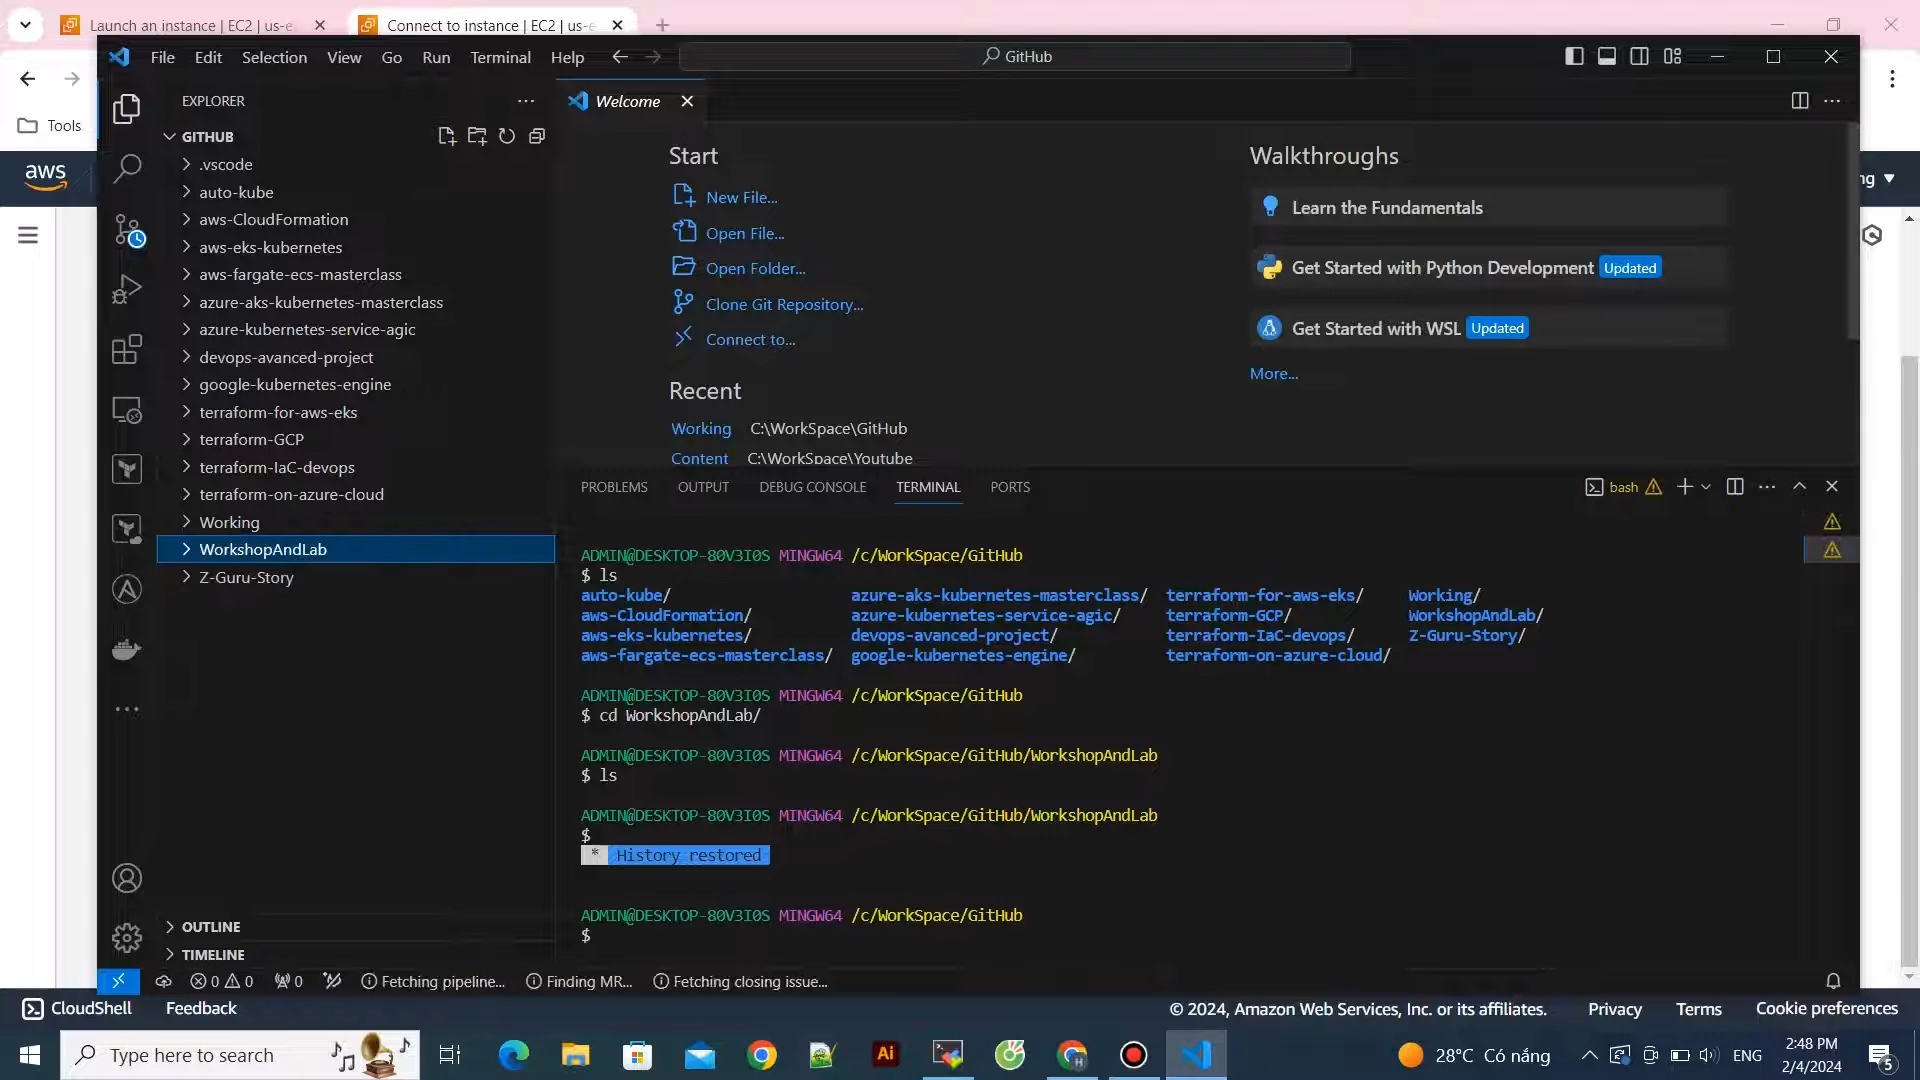 Launch an instance | EC2 | us-e
Connect to instance | EC2 | us-e
File Edit Selection View Go Run Terminal Help
GitHub
Tools
aws
ng
EXPLORER
GITHUB
.vscode
auto-kube
aws-CloudFormation
aws-eks-kubernetes
aws-fargate-ecs-masterclass
azure-aks-kubernetes-masterclass
azure-kubernetes-service-agic
devops-avanced-project
google-kubernetes-engine
terraform-for-aws-eks
terraform-GCP
terraform-IaC-devops
terraform-on-azure-cloud
Working
WorkshopAndLab
Z-Guru-Story
OUTLINE
TIMELINE
Welcome
Start
New File...
Open File...
Open Folder...
Clone Git Repository...
Connect to...
Recent
Working C:\WorkSpace\GitHub
Content C:\WorkSpace\Youtube
Walkthroughs
Learn the Fundamentals
Get Started with Python Development Updated
Get Started with WSL Updated
More...
PROBLEMS OUTPUT DEBUG CONSOLE TERMINAL PORTS
bash
ADMIN@DESKTOP-80V3I0S MINGW64 /c/WorkSpace/GitHub
$ ls
auto-kube/ azure-aks-kubernetes-masterclass/ terraform-for-aws-eks/ Working/
aws-CloudFormation/ azure-kubernetes-service-agic/ terraform-GCP/ WorkshopAndLab/
aws-eks-kubernetes/ devops-avanced-project/ terraform-IaC-devops/ Z-Guru-Story/
aws-fargate-ecs-masterclass/ google-kubernetes-engine/ terraform-on-azure-cloud/
ADMIN@DESKTOP-80V3I0S MINGW64 /c/WorkSpace/GitHub
$ cd WorkshopAndLab/
ADMIN@DESKTOP-80V3I0S MINGW64 /c/WorkSpace/GitHub/WorkshopAndLab
$ ls
ADMIN@DESKTOP-80V3I0S MINGW64 /c/WorkSpace/GitHub/WorkshopAndLab
$
* History restored
ADMIN@DESKTOP-80V3I0S MINGW64 /c/WorkSpace/GitHub
$
0 0 0 Fetching pipeline... Finding MR... Fetching closing issue...
CloudShell Feedback
© 2024, Amazon Web Services, Inc. or its affiliates. Privacy Terms Cookie preferences
Type here to search
Ai
H
28°C Có nắng
ENG
2:48 PM
2/4/2024
5